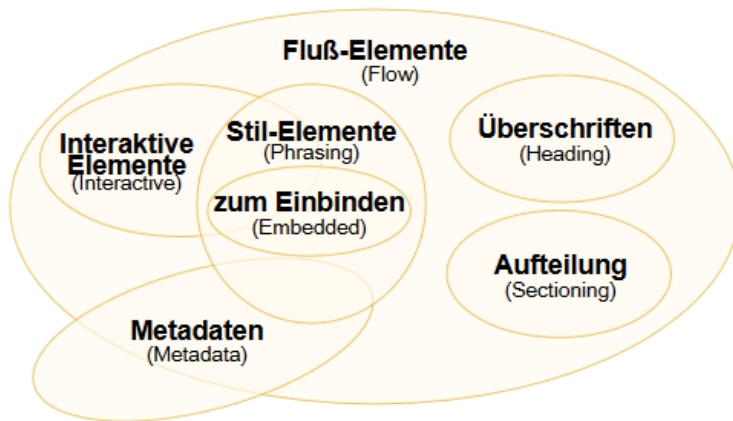 Fluß-Elemente
(Flow)
Interaktive
Elemente
(Interactive)
Stil-Elemente
(Phrasing)
zum Einbinden
(Embedded)
Überschriften
(Heading)
Aufteilung
(Sectioning)
Metadaten
(Metadata)